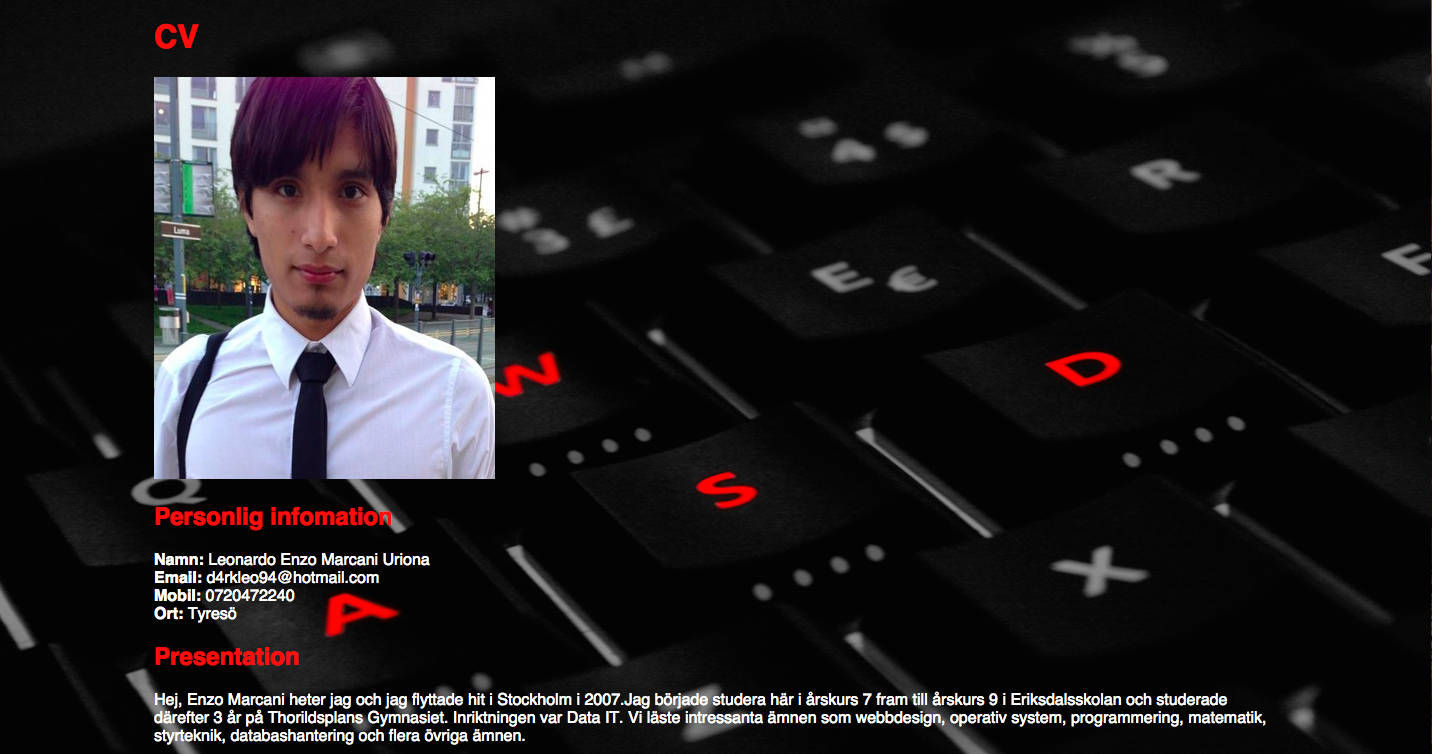 CV
Luma
Personlig infomation
Namn: Leonardo Enzo Marcani Uriona
Email: d4rkleo94@hotmail.com
Mobil: 0720472240
Ort: Tyresö
Presentation
Hej, Enzo Marcani heter jag och jag flyttade hit i Stockholm i 2007.Jag började studera här i årskurs 7 fram till årskurs 9 i Eriksdalsskolan och studerade
därefter 3 år på Thorildsplans Gymnasiet. Inriktningen var Data IT. Vi läste intressanta ämnen som webbdesign, operativ system, programmering, matematik,
styrteknik, databashantering och flera övriga ämnen.
" 3 £
E €
R
F
W
D
Q
S
A
X